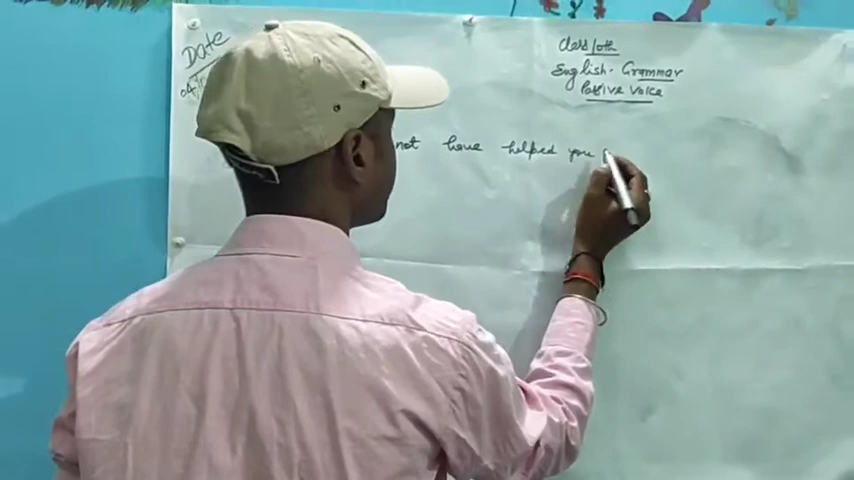 Date
Class 10th
English - Grammar
Passive Voice
not have helped you